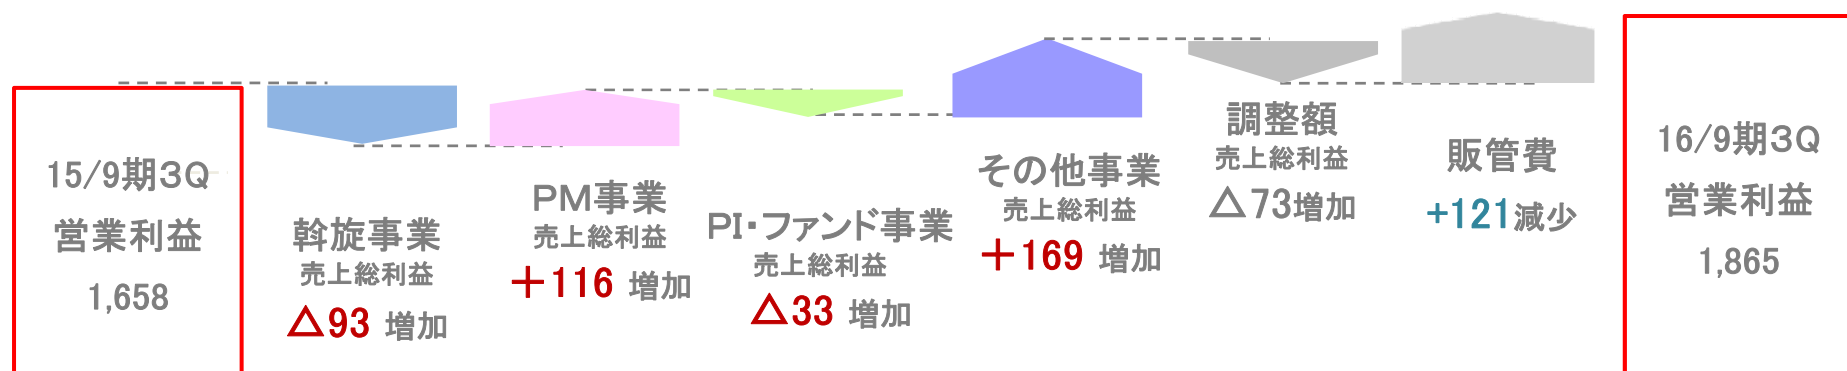 15/9期3Q
営業利益
1,658
斡旋事業
売上総利益
△93 増加
PM事業
売上総利益
＋116 増加
PI・ファンド事業
売上総利益
△33 増加
その他事業
売上総利益
＋169 増加
調整額
売上総利益
△73増加
販管費
+121減少
16/9期3Q
営業利益
1,865